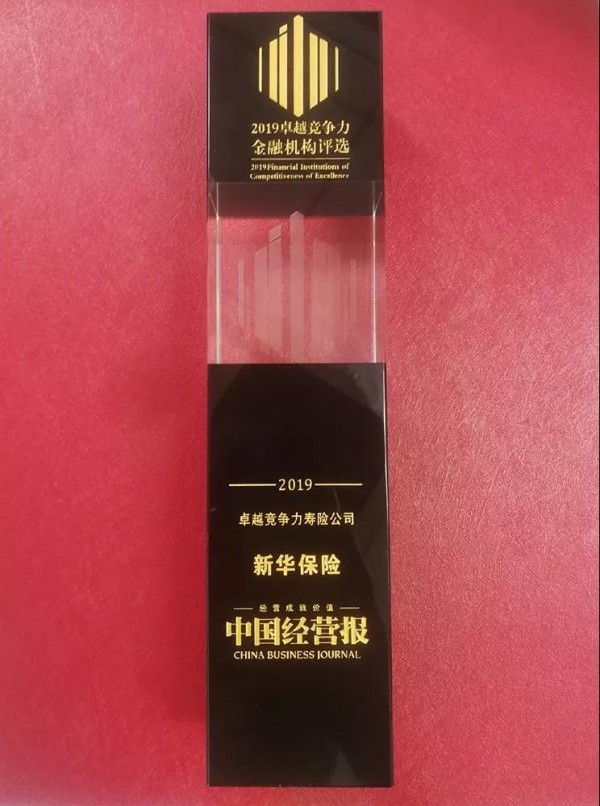 2019卓越竞争力
金融机构评选
2019Financial Institutions of
Competitiveness of Excellence
2019
卓越竞争力寿险公司
新华保险
经营成就价值
中国经营报
CHINA BUSINESS JOURNAL